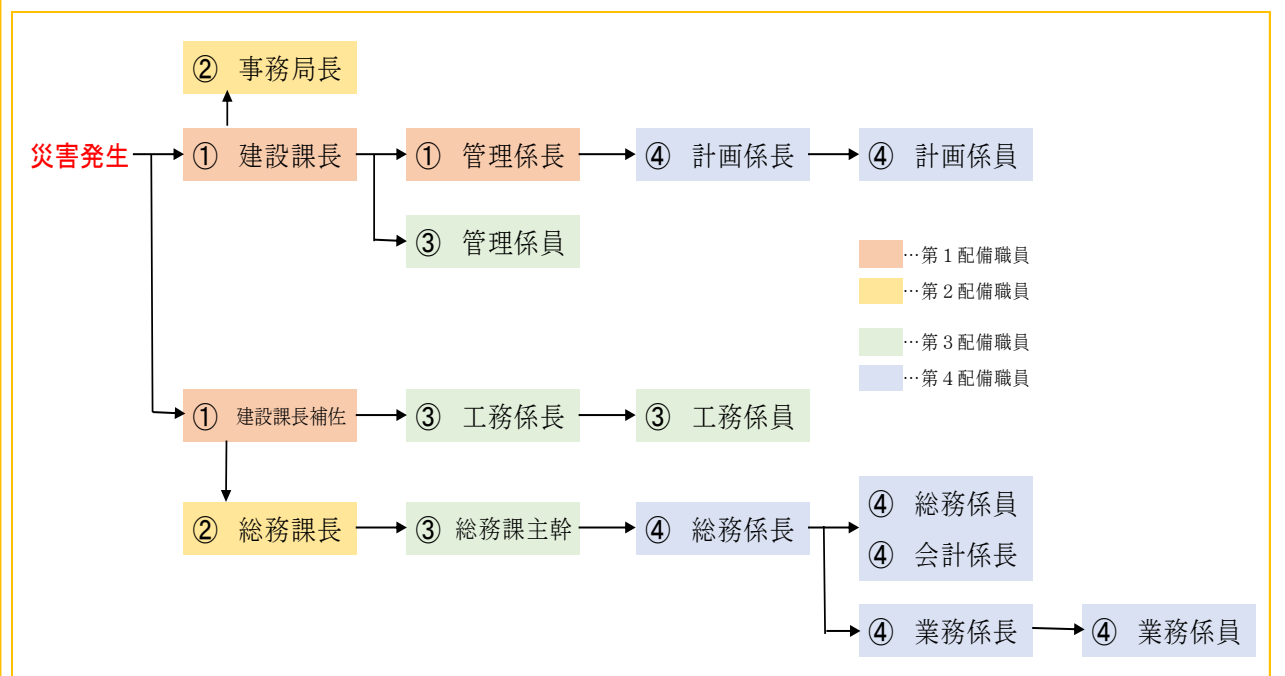 ② 事務局長
災害発生
① 建設課長
① 管理係長
④ 計画係長
④ 計画係員
③ 管理係員
…第１配備職員
…第２配備職員
…第３配備職員
…第４配備職員
① 建設課長補佐
③ 工務係長
③ 工務係員
② 総務課長
③ 総務課主幹
④ 総務係長
④ 総務係員
④ 会計係長
④ 業務係長
④ 業務係員